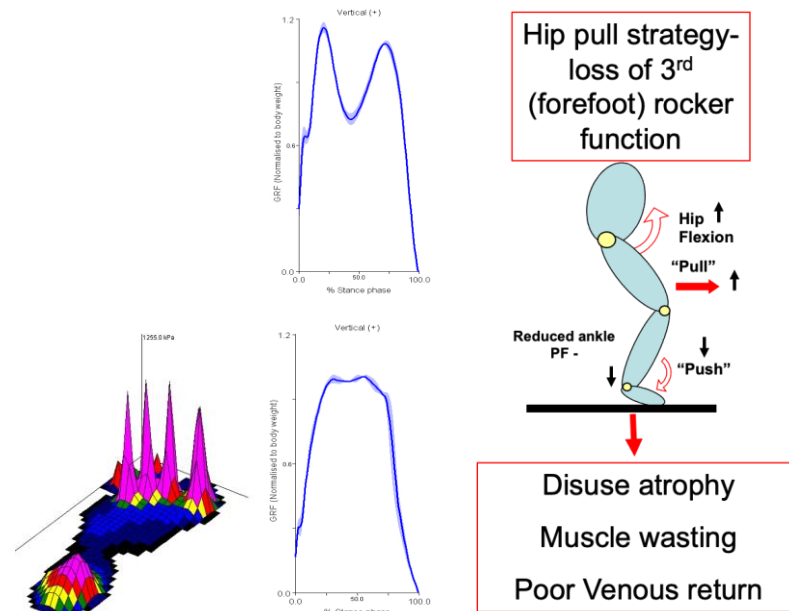 Vertical (+)
1.2
0.6
0.0
GRF (Normalised to body weight)
0.0
50.0
100.0
% Stance phase
Hip pull strategy-
loss of 3rd
(forefoot) rocker
function
Hip
Flexion
“Pull”
Reduced ankle
PF -
“Push”
1255.0 kPa
Vertical (+)
1.2
0.6
0.0
GRF (Normalised to body weight)
0.0
50.0
100.0
% Stance phase
Disuse atrophy
Muscle wasting
Poor Venous return